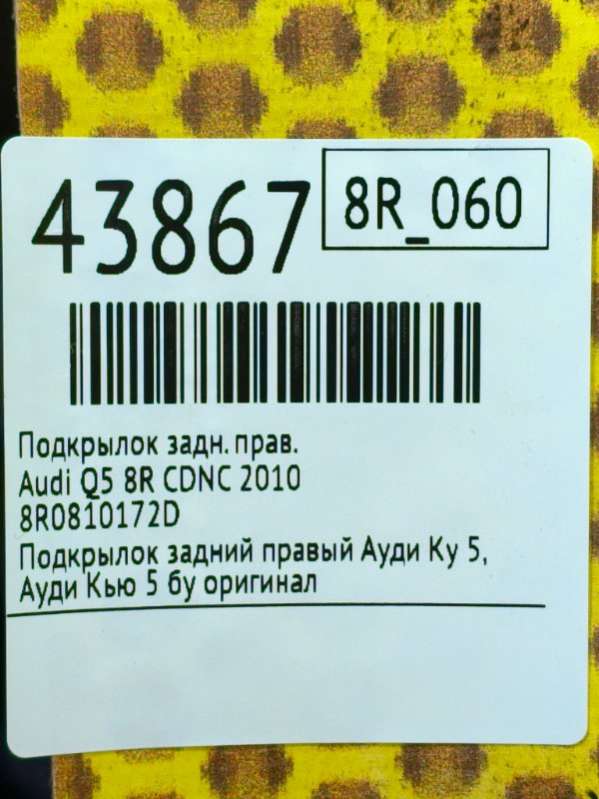 43867
8R_060
Подкрылок задн. прав.
Audi Q5 8R CDNC 2010
8R0810172D
Подкрылок задний правый Ауди Ку 5,
Ауди Кью 5 бу оригинал